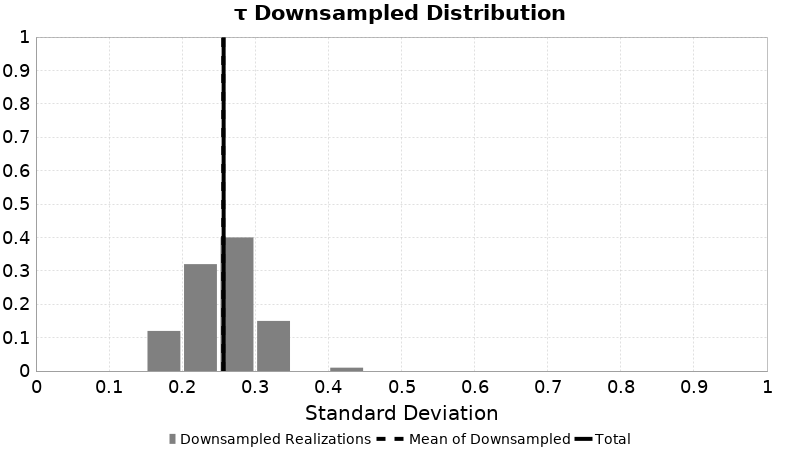 τ Downsampled Distribution
1
0.9
0.8
0.7
0.6
0.5
0.4
0.3
0.2
0.1
0
0 0.1 0.2 0.3 0.4 0.5 0.6 0.7 0.8 0.9 1
Standard Deviation
Downsampled Realizations Mean of Downsampled Total